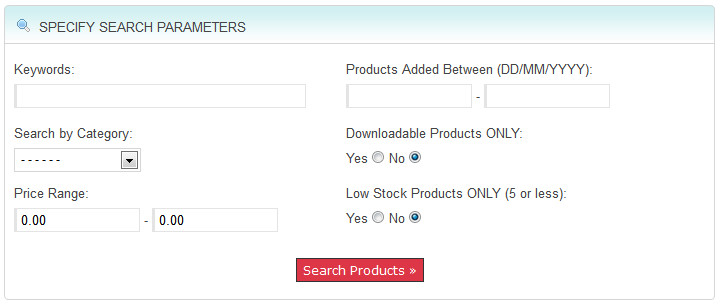 SPECIFY SEARCH PARAMETERS
Keywords:
Products Added Between (DD/MM/YYYY):
-
Search by Category:
Downloadable Products ONLY:
- - - - - -
Yes No
Price Range:
Low Stock Products ONLY (5 or less):
0.00 - 0.00
Yes No
Search Products »